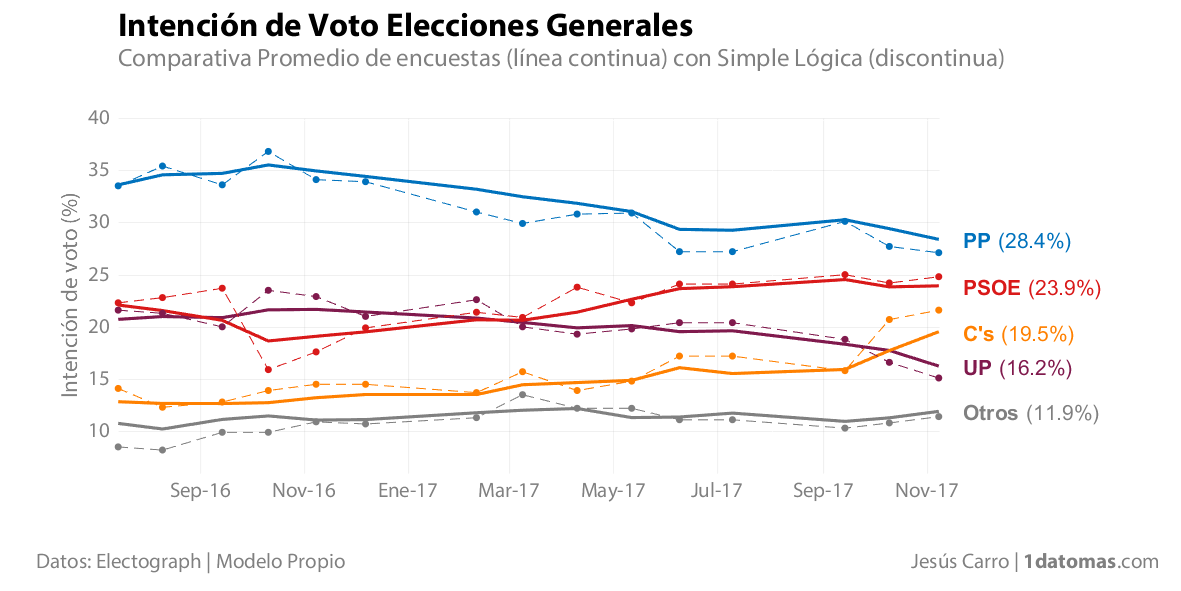 Intención de Voto Elecciones Generales
Comparativa Promedio de encuestas (línea continua) con Simple Lógica (discontinua)
Intención de voto (%)
40
35
30
25
20
15
10
PP (28.4%)
PSOE (23.9%)
C's (19.5%)
UP (16.2%)
Otros (11.9%)
Sep-16 Nov-16 Ene-17 Mar-17 May-17 Jul-17 Sep-17 Nov-17
Datos: Electograph | Modelo Propio
Jesús Carro | 1datomas.com